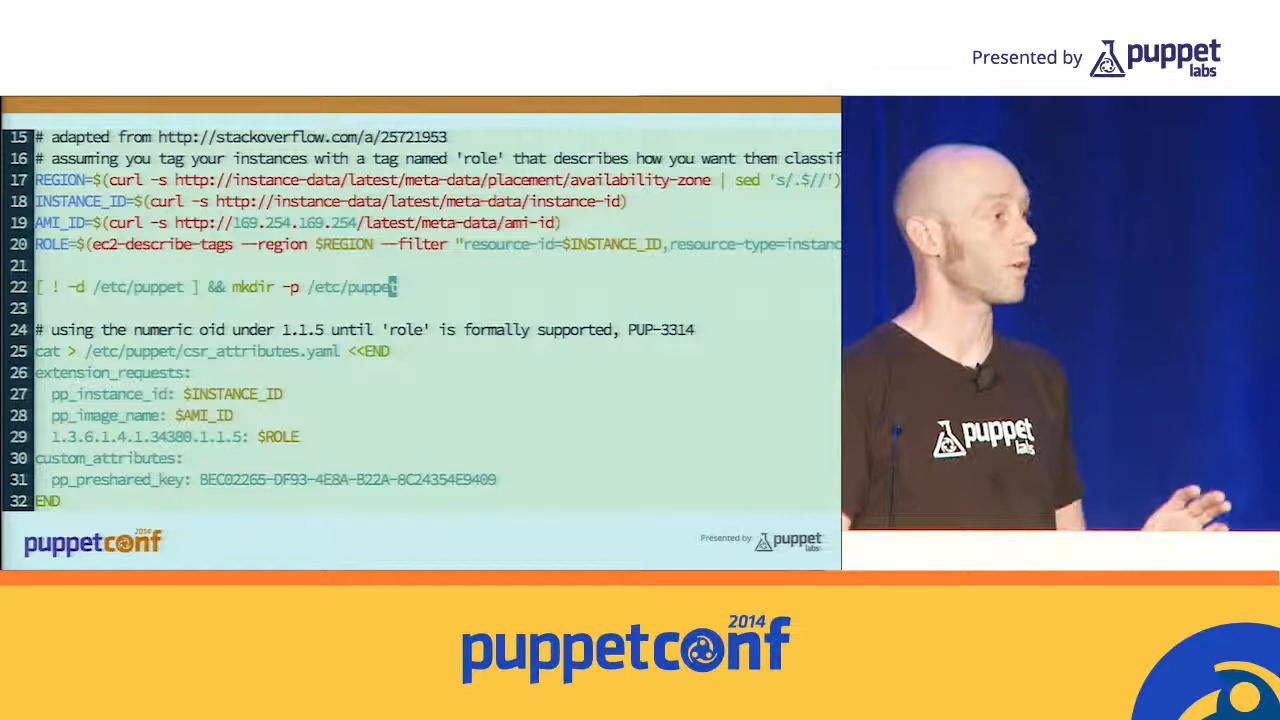 Presented by puppet labs
15 # adapted from http://stackoverflow.com/a/25721953
16 # assuming you tag your instances with a tag named 'role' that describes how you want them classif
17 REGION=$(curl -s http://instance-data/latest/meta-data/placement/availability-zone | sed 's/.$//')
18 INSTANCE_ID=$(curl -s http://instance-data/latest/meta-data/instance-id)
19 AMI_ID=$(curl -s http://169.254.169.254/latest/meta-data/ami-id)
20 ROLE=$(ec2-describe-tags --region $REGION --filter "resource-id=$INSTANCE_ID,resource-type=instanc
21
22 [ ! -d /etc/puppet ] && mkdir -p /etc/puppet
23
24 # using the numeric oid under 1.1.5 until 'role' is formally supported, PUP-3314
25 cat > /etc/puppet/csr_attributes.yaml <<END
26 extension_requests:
27 pp_instance_id: $INSTANCE_ID
28 pp_image_name: $AMI_ID
29 1.3.6.1.4.1.34380.1.1.5: $ROLE
30 custom_attributes:
31 pp_preshared_key: BEC02265-DF93-4E8A-B22A-8C24354E9409
32 END
puppetconf 2014
Presented by puppet labs
puppet labs
puppetconf 2014